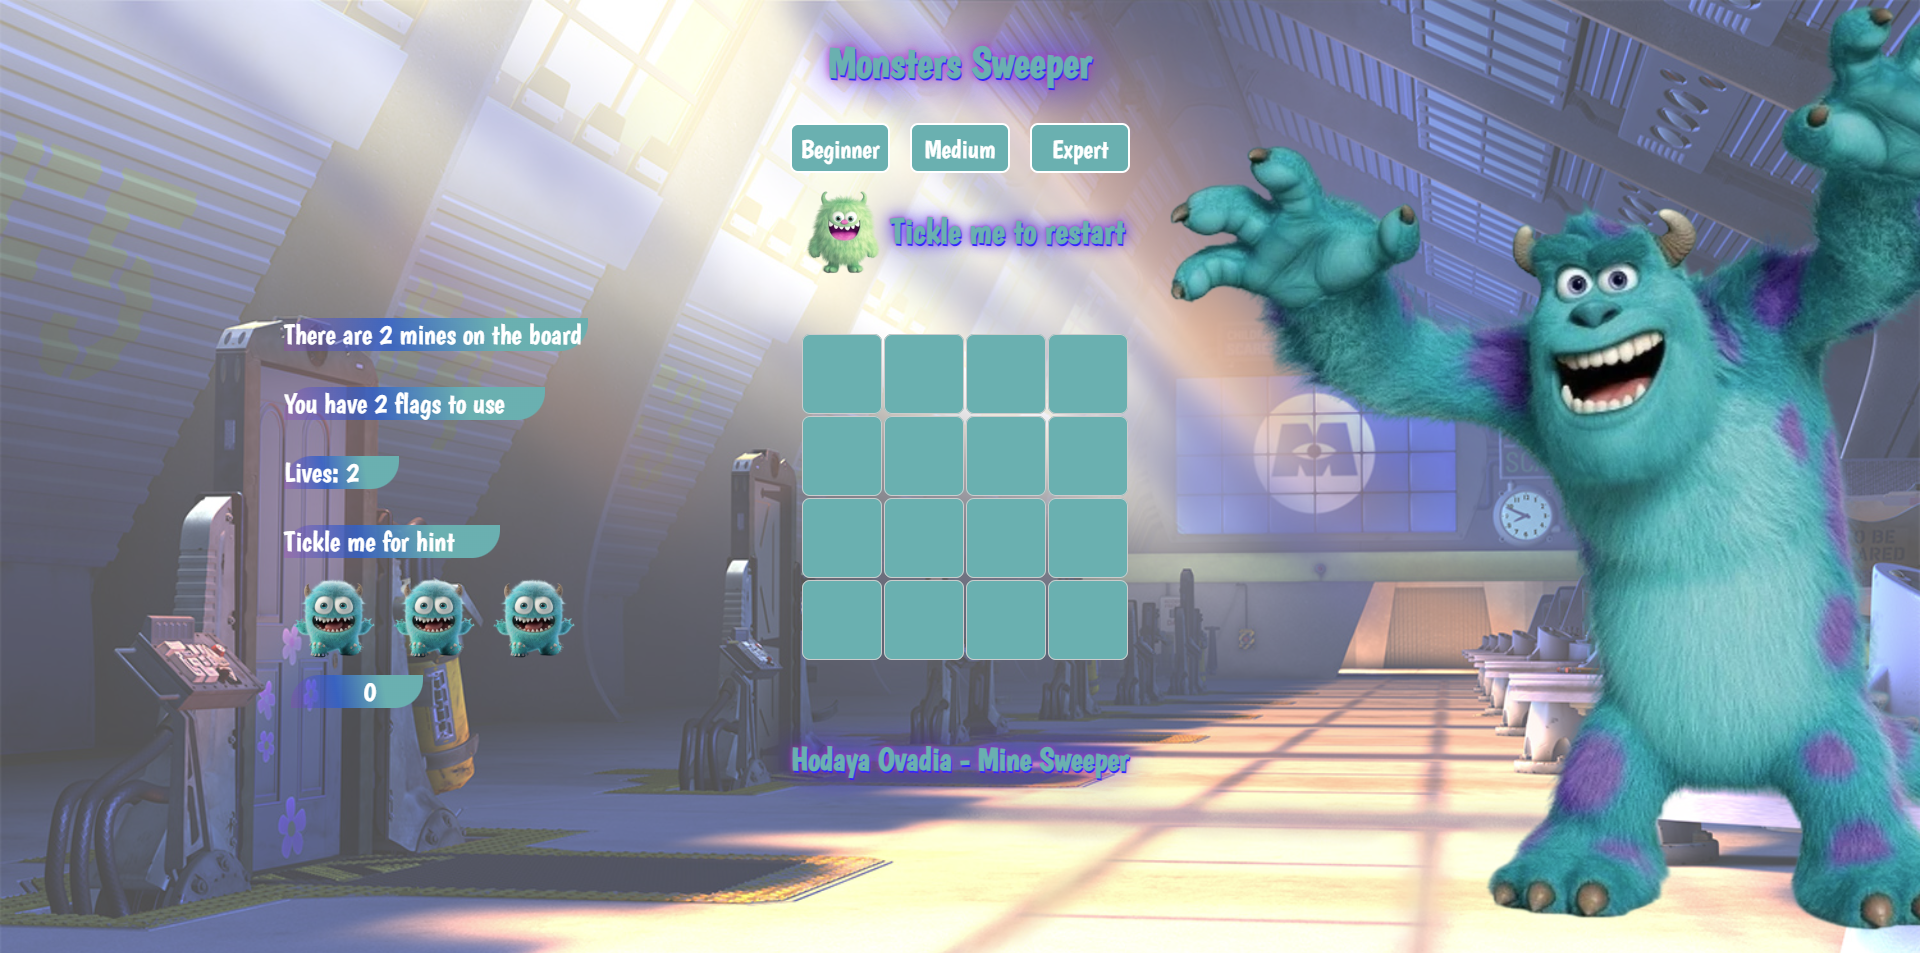 Monsters Sweeper
Beginner
Medium
Expert
Tickle me to restart
There are 2 mines on the board
You have 2 flags to use
Lives: 2
Tickle me for hint
0
Hodaya Ovadia - Mine Sweeper